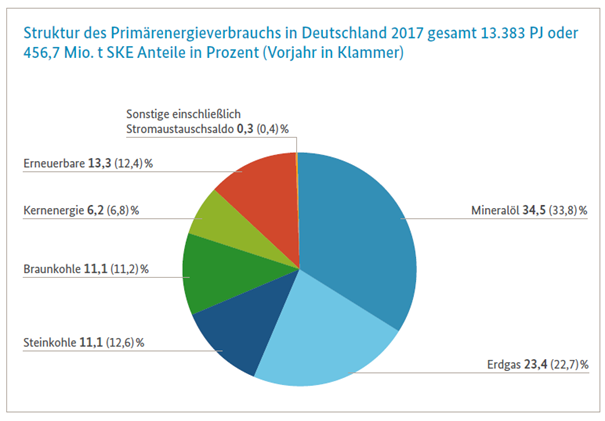 Struktur des Primärenergieverbrauchs in Deutschland 2017 gesamt 13.383 PJ oder
456,7 Mio. t SKE Anteile in Prozent (Vorjahr in Klammer)
Sonstige einschließlich
Stromaustauschsaldo 0,3 (0,4) %
Erneuerbare 13,3 (12,4) %
Kernenergie 6,2 (6,8) %
Mineralöl 34,5 (33,8) %
Braunkohle 11,1 (11,2) %
Steinkohle 11,1 (12,6) %
Erdgas 23,4 (22,7) %